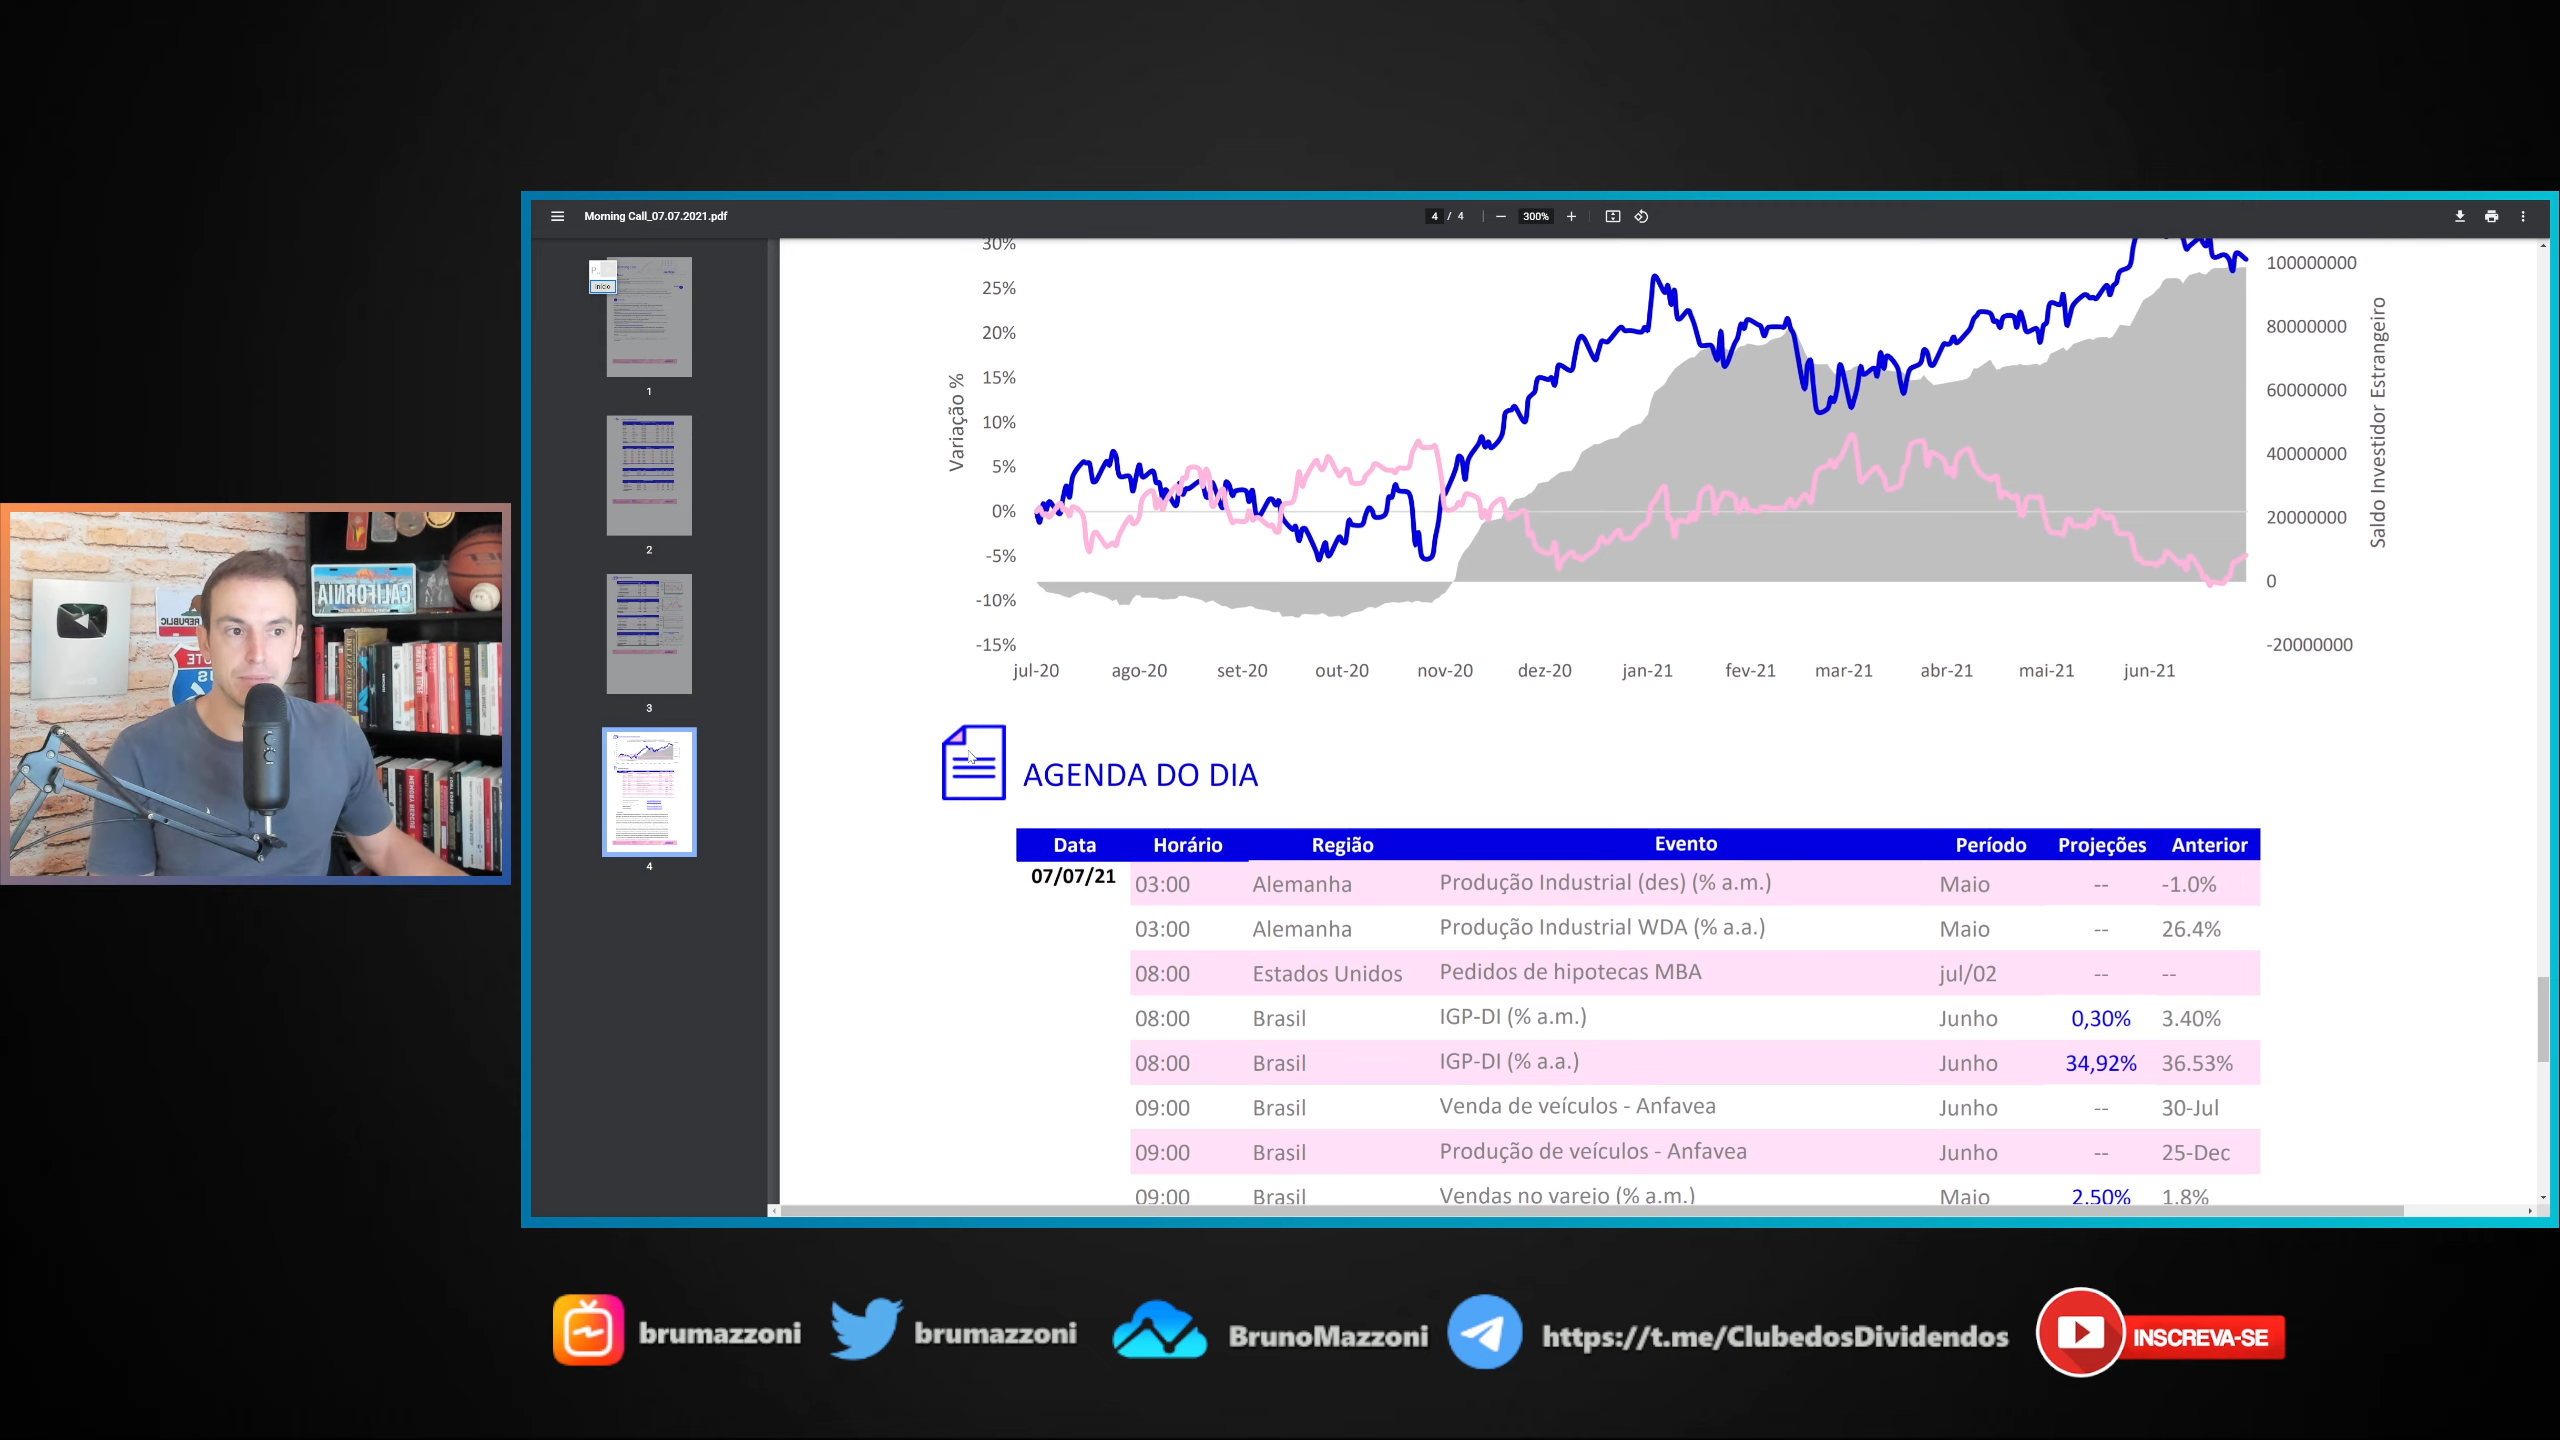 Morning Call_07.07.2021.pdf
4 / 4
300%
Início
1
2
3
4
30%
25%
20%
15%
10%
5%
0%
-5%
-10%
-15%
Variação %
100000000
80000000
60000000
40000000
20000000
0
-20000000
Saldo Investidor Estrangeiro
jul-20 ago-20 set-20 out-20 nov-20 dez-20 jan-21 fev-21 mar-21 abr-21 mai-21 jun-21
AGENDA DO DIA
Data Horário Região Evento Período Projeções Anterior
07/07/21 03:00 Alemanha Produção Industrial (des) (% a.m.) Maio -- -1.0%
03:00 Alemanha Produção Industrial WDA (% a.a.) Maio -- 26.4%
08:00 Estados Unidos Pedidos de hipotecas MBA jul/02 -- --
08:00 Brasil IGP-DI (% a.m.) Junho 0,30% 3.40%
08:00 Brasil IGP-DI (% a.a.) Junho 34,92% 36.53%
09:00 Brasil Venda de veículos - Anfavea Junho -- 30-Jul
09:00 Brasil Produção de veículos - Anfavea Junho -- 25-Dec
09:00 Brasil Vendas no varejo (% a.m.) Maio 2,50% 1.8%
CALIFORNIA
REPUBLIC
ROUTE
US
brumazzoni
brumazzoni
BrunoMazzoni
https://t.me/ClubedosDividendos
INSCREVA-SE